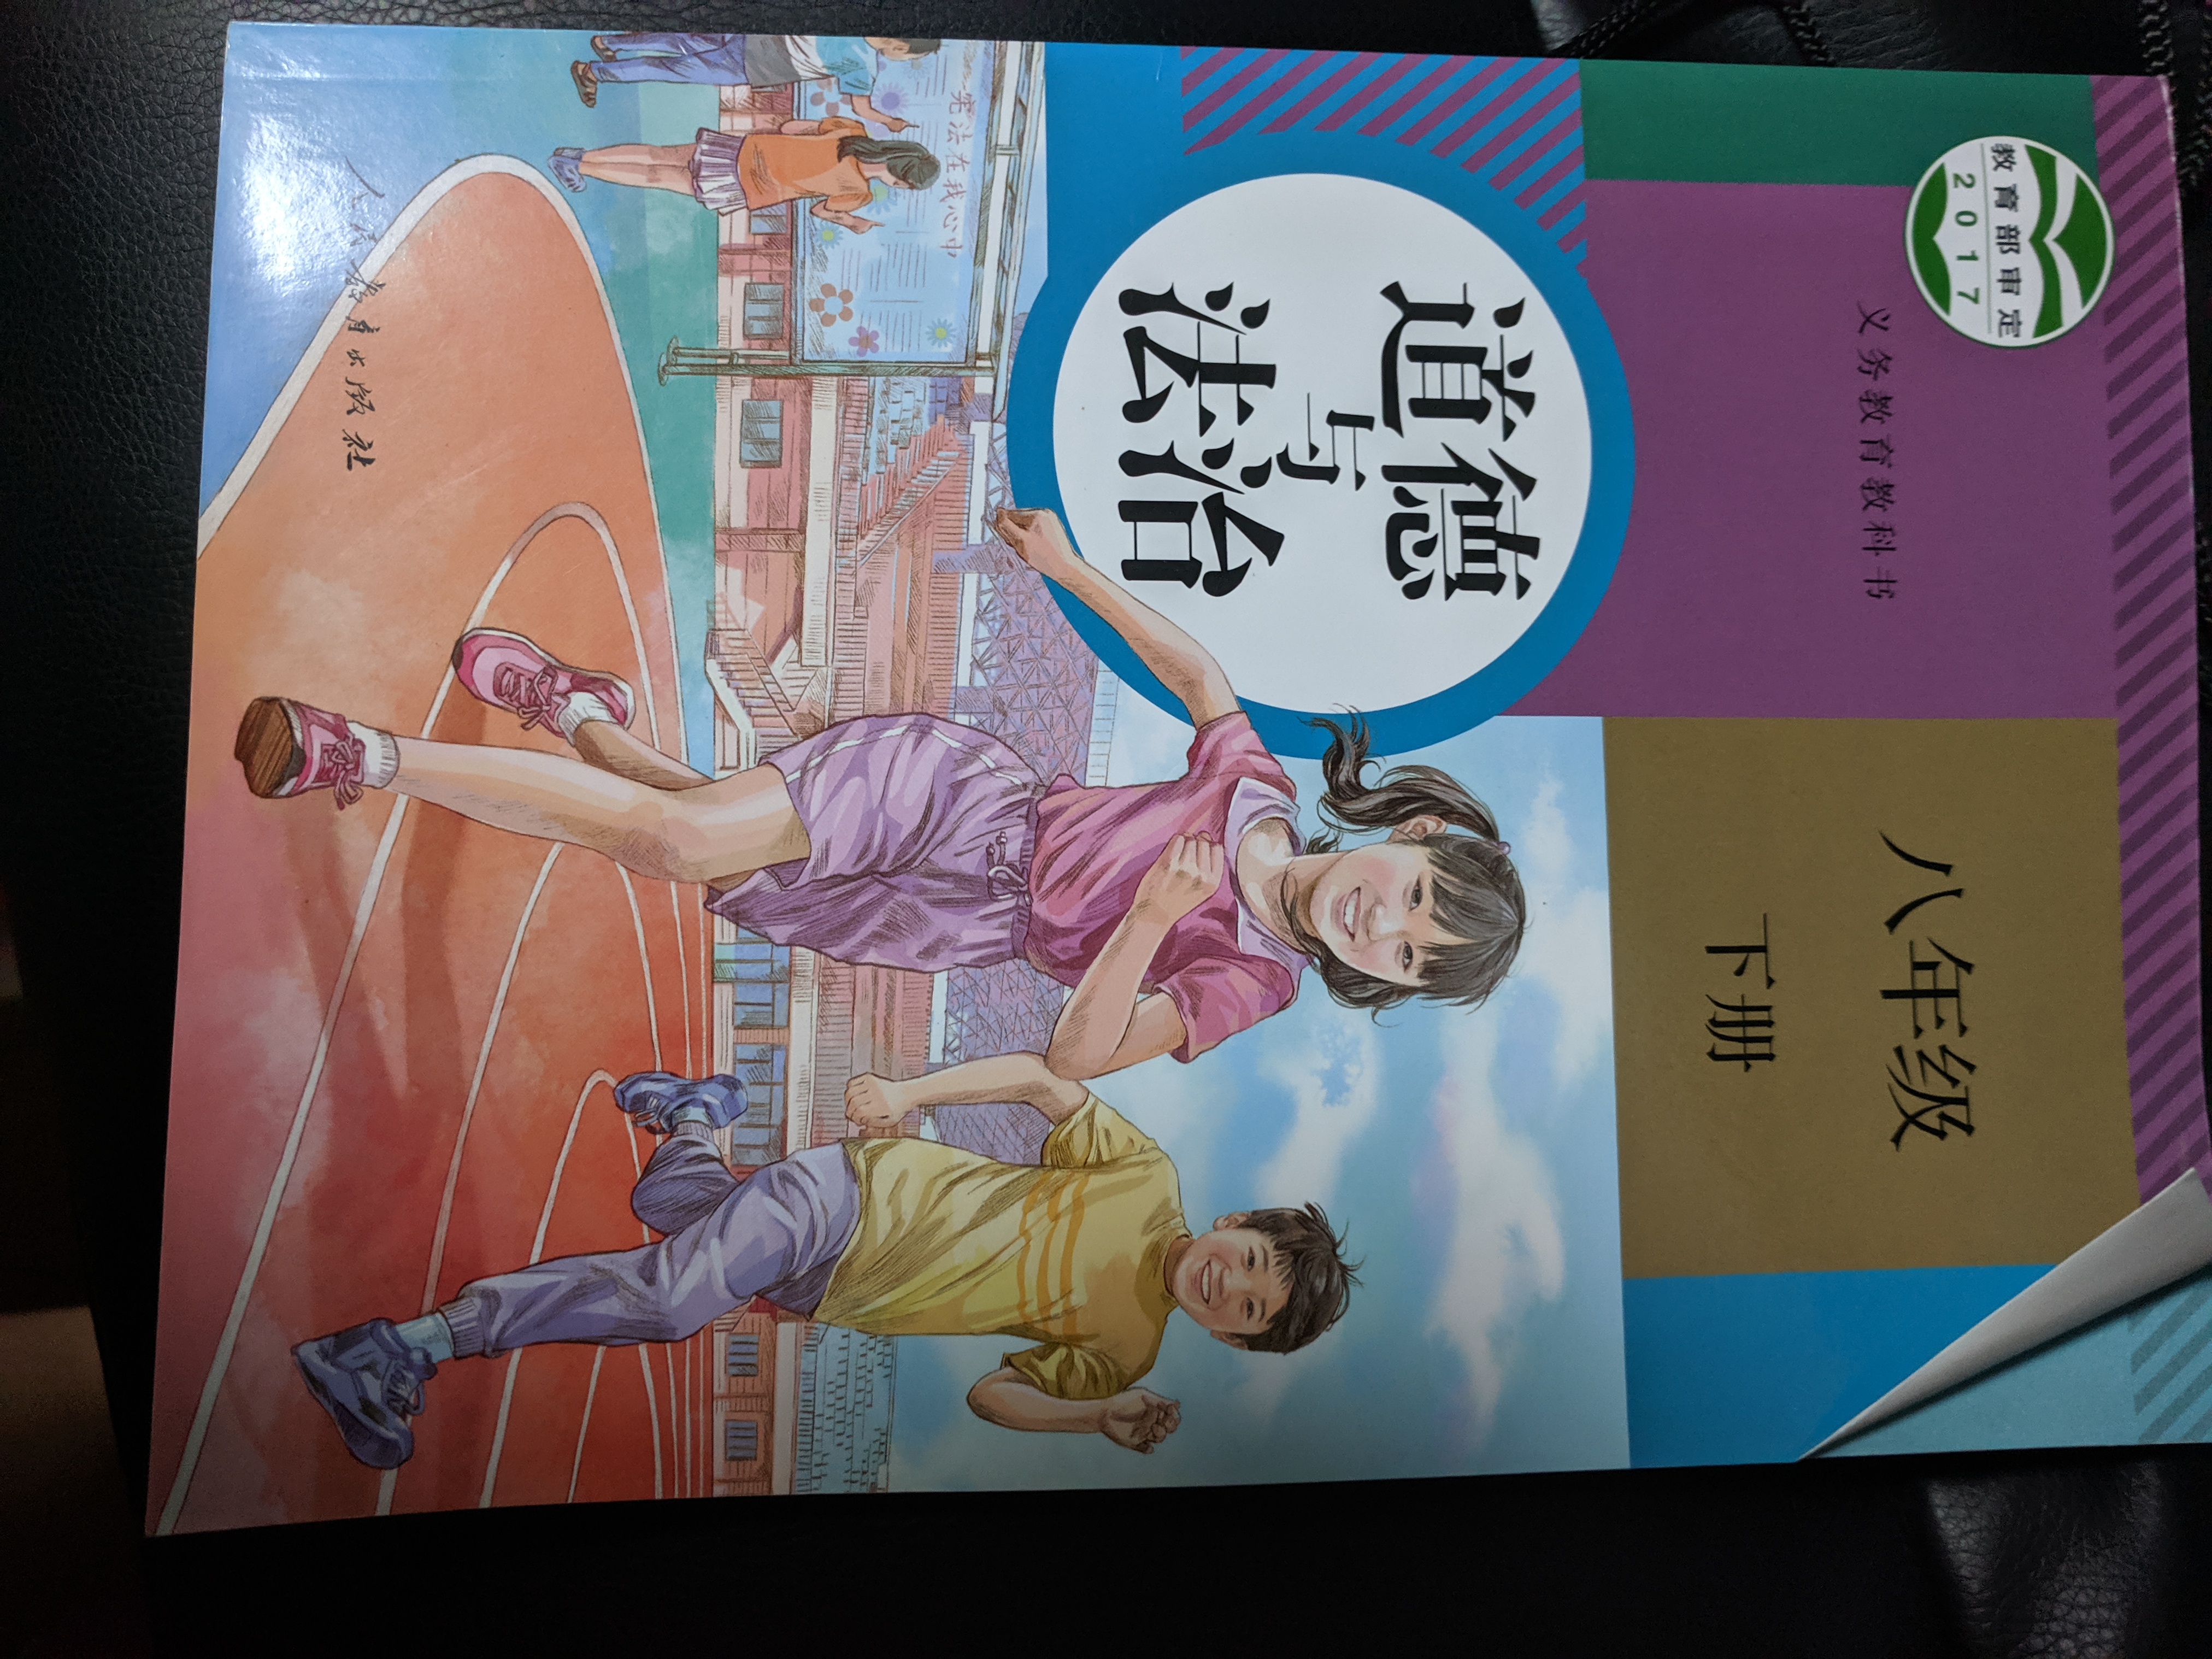 教育部审定
2017
义务教育教科书
道德
与
法治
八年级
下册
宪法在我心中
人民教育出版社